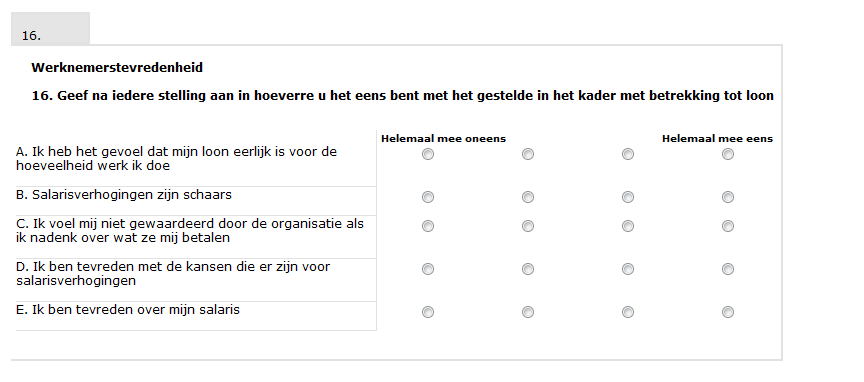 16.
Werknemerstevredenheid
16. Geef na iedere stelling aan in hoeverre u het eens bent met het gestelde in het kader met betrekking tot loon
Helemaal mee oneens Helemaal mee eens
A. Ik heb het gevoel dat mijn loon eerlijk is voor de
hoeveelheid werk ik doe
B. Salarisverhogingen zijn schaars
C. Ik voel mij niet gewaardeerd door de organisatie als
ik nadenk over wat ze mij betalen
D. Ik ben tevreden met de kansen die er zijn voor
salarisverhogingen
E. Ik ben tevreden over mijn salaris